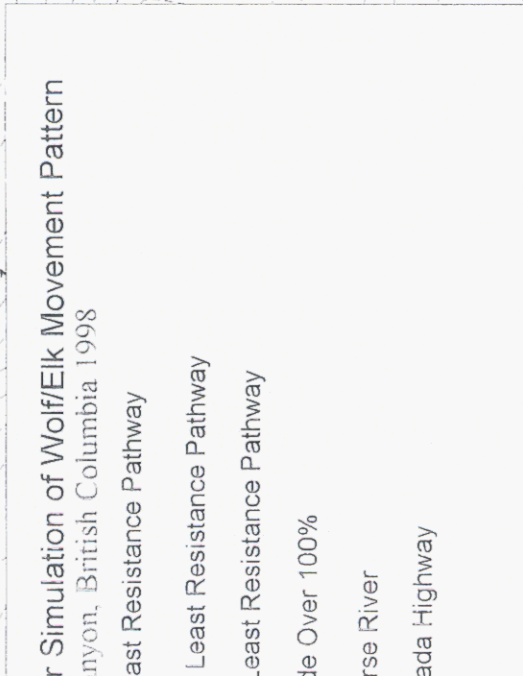 r Simulation of Wolf/Elk Movement Pattern
nyon, British Columbia 1998
ast Resistance Pathway
Least Resistance Pathway
Least Resistance Pathway
de Over 100%
rse River
ada Highway